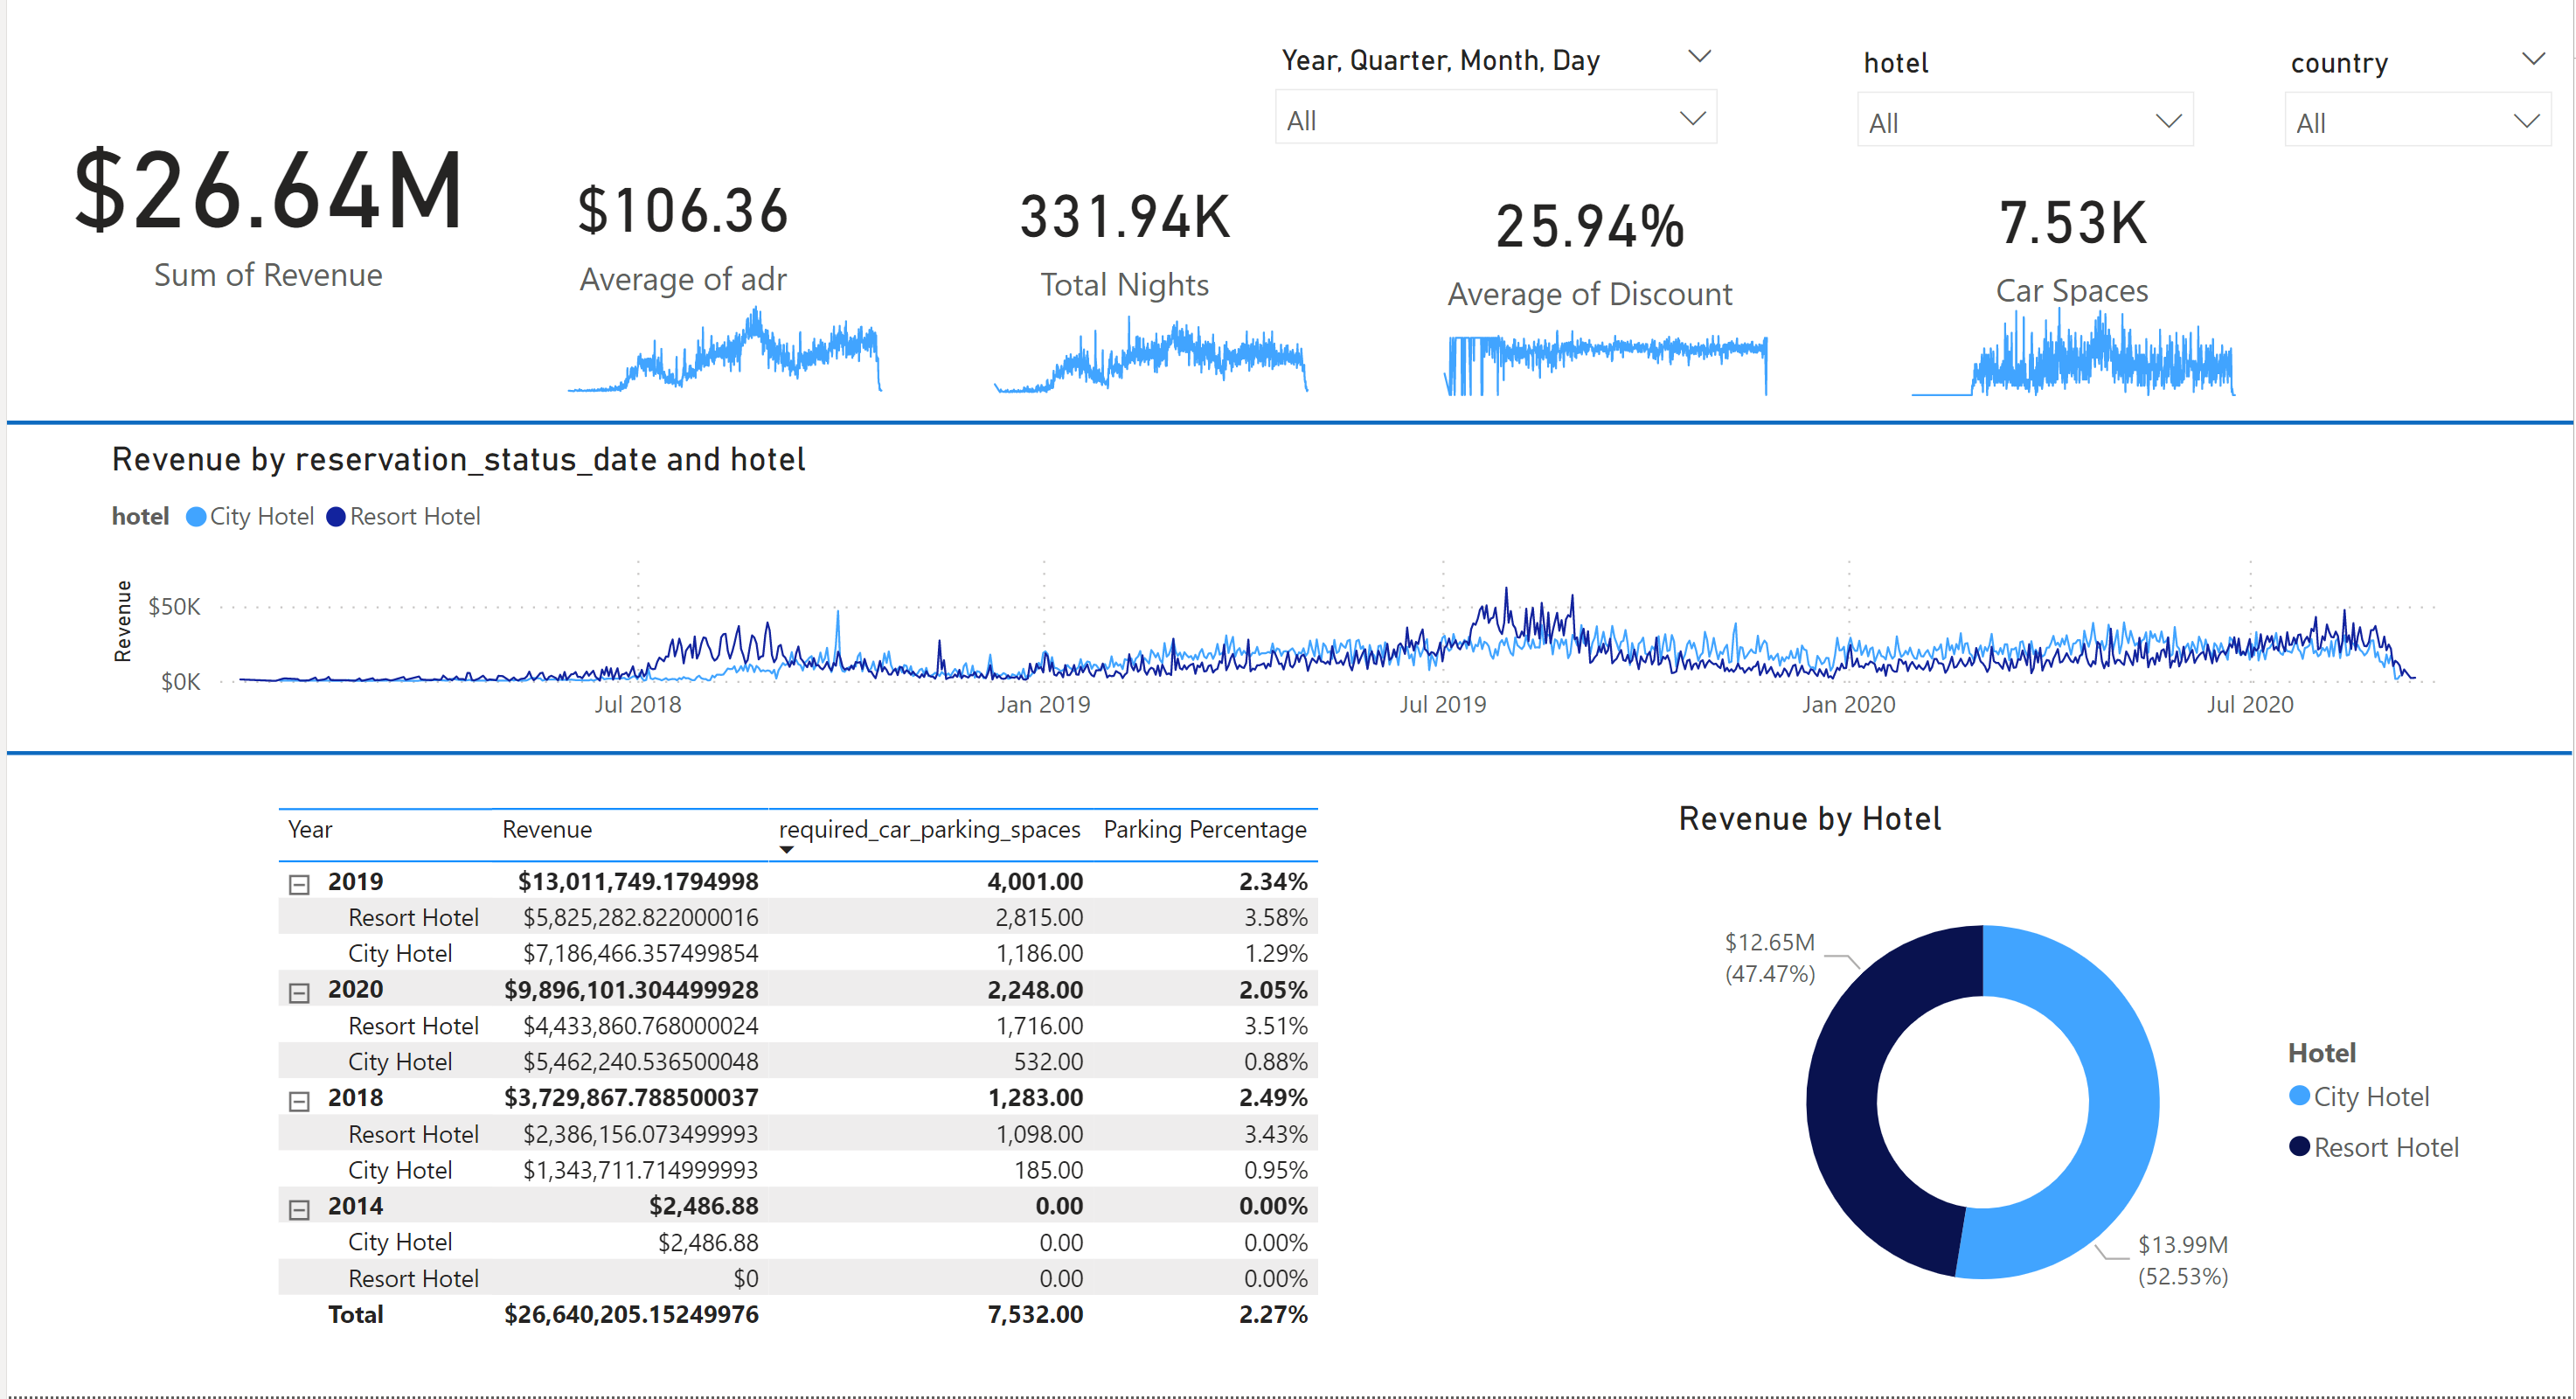 Year, Quarter, Month, Day
All
hotel
All
country
All
$26.64M
Sum of Revenue
$106.36
Average of adr
331.94K
Total Nights
25.94%
Average of Discount
7.53K
Car Spaces
Revenue by reservation_status_date and hotel
hotel City Hotel Resort Hotel
Revenue
$50K
$0K
Jul 2018 Jan 2019 Jul 2019 Jan 2020 Jul 2020
Year Revenue required_car_parking_spaces Parking Percentage
2019 $13,011,749.1794998 4,001.00 2.34%
Resort Hotel $5,825,282.822000016 2,815.00 3.58%
City Hotel $7,186,466.357499854 1,186.00 1.29%
2020 $9,896,101.304499928 2,248.00 2.05%
Resort Hotel $4,433,860.768000024 1,716.00 3.51%
City Hotel $5,462,240.536500048 532.00 0.88%
2018 $3,729,867.788500037 1,283.00 2.49%
Resort Hotel $2,386,156.073499993 1,098.00 3.43%
City Hotel $1,343,711.714999993 185.00 0.95%
2014 $2,486.88 0.00 0.00%
City Hotel $2,486.88 0.00 0.00%
Resort Hotel $0 0.00 0.00%
Total $26,640,205.15249976 7,532.00 2.27%
Revenue by Hotel
$12.65M
(47.47%)
$13.99M
(52.53%)
Hotel
City Hotel
Resort Hotel